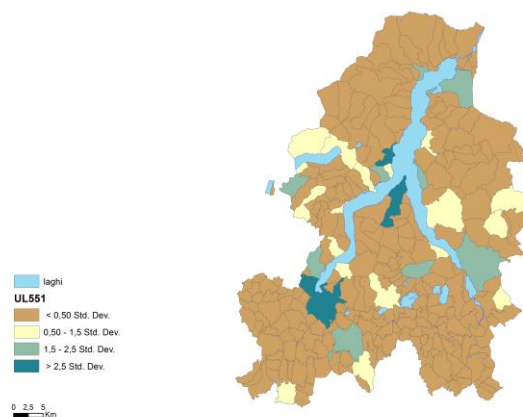 laghi
UL551
< 0,50 Std. Dev.
0,50 - 1,5 Std. Dev.
1,5 - 2,5 Std. Dev.
> 2,5 Std. Dev.
0 2,5 5
Km